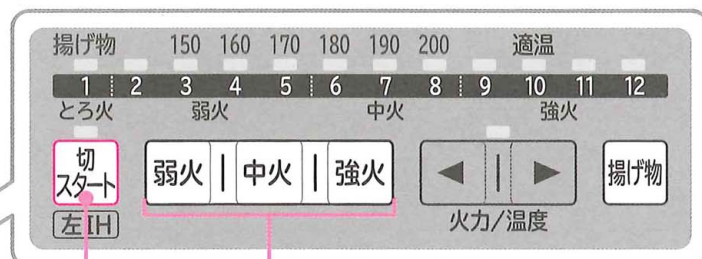 揚げ物 150 160 170 180 190 200 適温
1 2 3 4 5 6 7 8 9 10 11 12
とろ火 弱火 中火 強火
切 スタート 弱火 中火 強火 ◀ ▶ 揚げ物
左IH 火力/温度